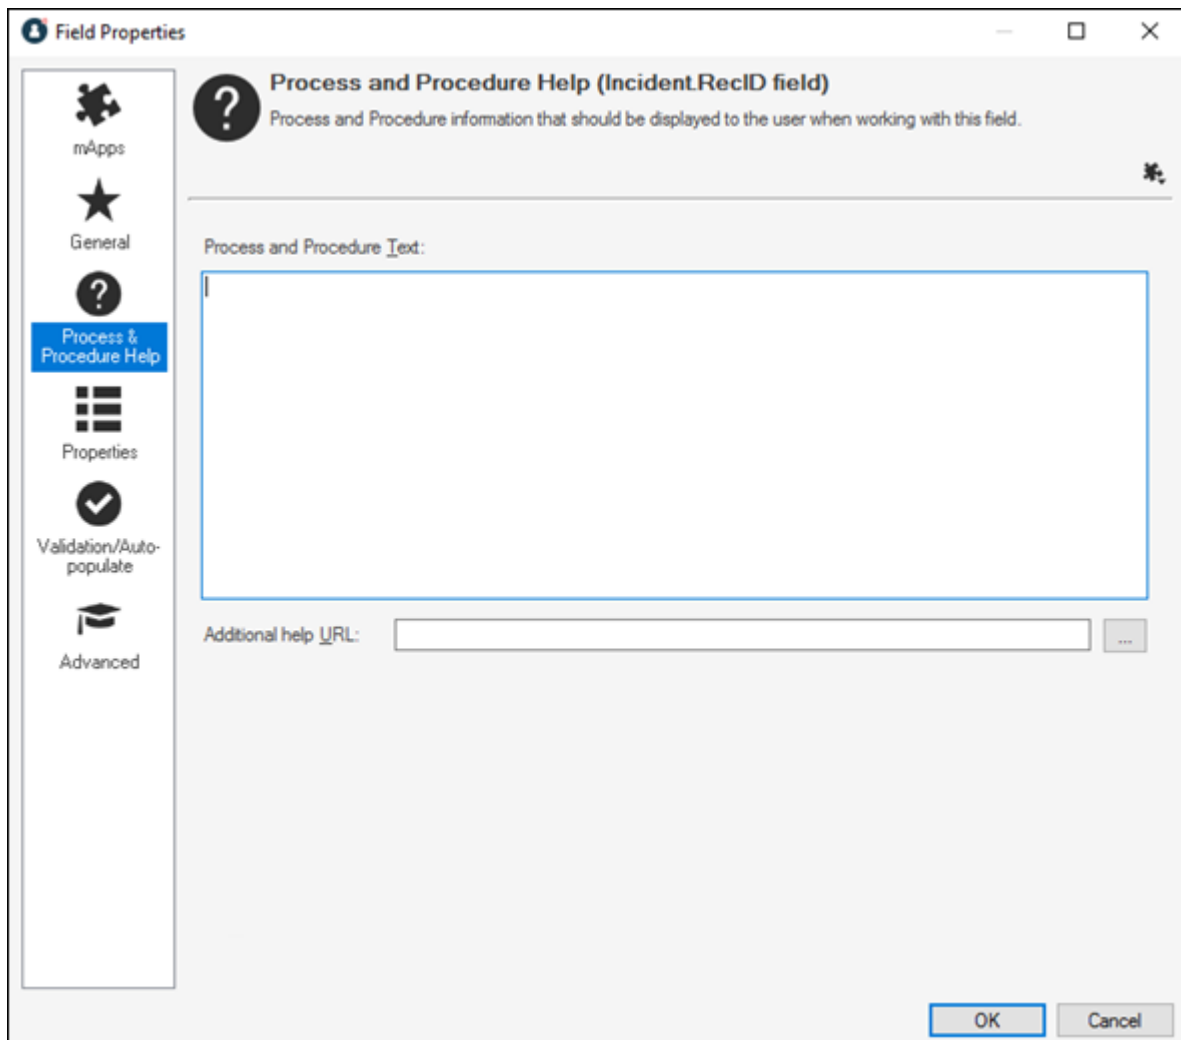 Field Properties
mApps
General
?
Process &
Procedure Help
Properties
Validation/Auto-
populate
Advanced
?
Process and Procedure Help (Incident.RecID field)
Process and Procedure information that should be displayed to the user when working with this field.
Process and Procedure Text:
Additional help URL:
...
OK
Cancel